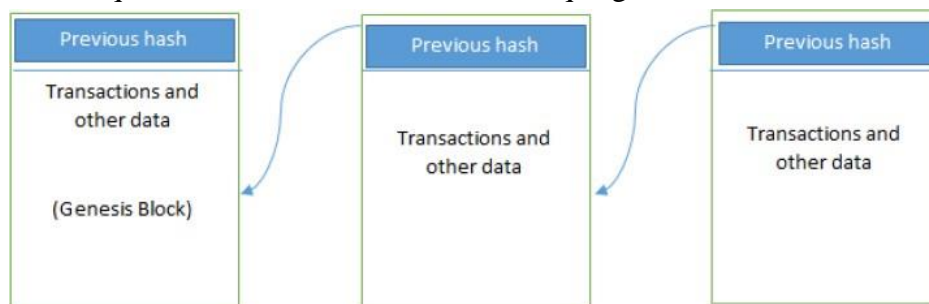 Previous hash
Transactions and
other data
(Genesis Block)
Previous hash
Transactions and
other data
Previous hash
Transactions and
other data